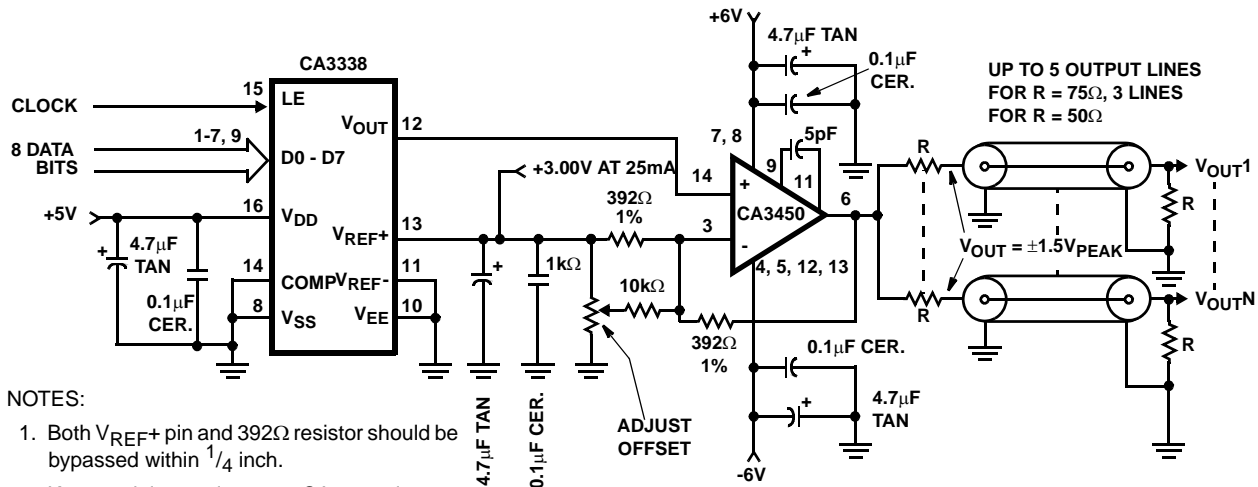 CA3338
CLOCK
15
LE
8 DATA
BITS
1-7, 9
D0 - D7
+5V
16
VDD
4.7μF
TAN
0.1μF
CER.
14
COMP
8
VSS
VOUT
12
VREF+
13
VREF-
11
VEE
10
+3.00V AT 25mA
392Ω
1%
1kΩ
10kΩ
392Ω
1%
4.7μF TAN
0.1μF CER.
ADJUST
OFFSET
+6V
4.7μF TAN
0.1μF
CER.
7, 8
5pF
9
11
14
+
CA3450
3
-
6
4, 5, 12, 13
0.1μF CER.
4.7μF
TAN
-6V
UP TO 5 OUTPUT LINES
FOR R = 75Ω, 3 LINES
FOR R = 50Ω
R
VOUT1
R
VOUT = ±1.5VPEAK
R
VOUTN
R
NOTES:
1. Both VREF+ pin and 392Ω resistor should be
bypassed within 1/4 inch.